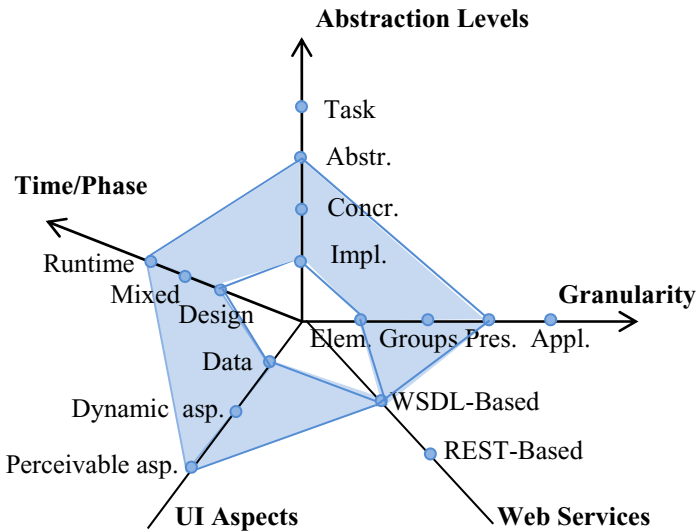 Abstraction Levels
Task
Abstr.
Time/Phase
Concr.
Runtime
Impl.
Mixed
Granularity
Design
Elem. Groups Pres. Appl.
Data
WSDL-Based
Dynamic asp.
REST-Based
Perceivable asp.
UI Aspects
Web Services